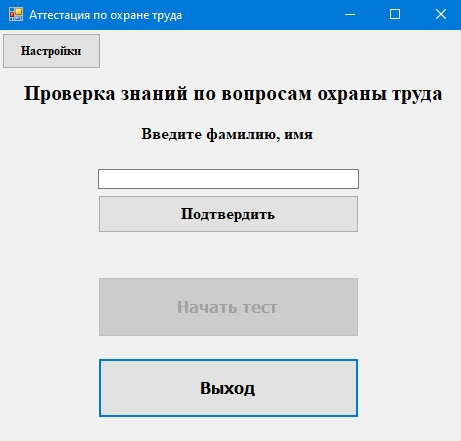 Аттестация по охране труда
Настройки
Проверка знаний по вопросам охраны труда
Введите фамилию, имя
Подтвердить
Начать тест
Выход